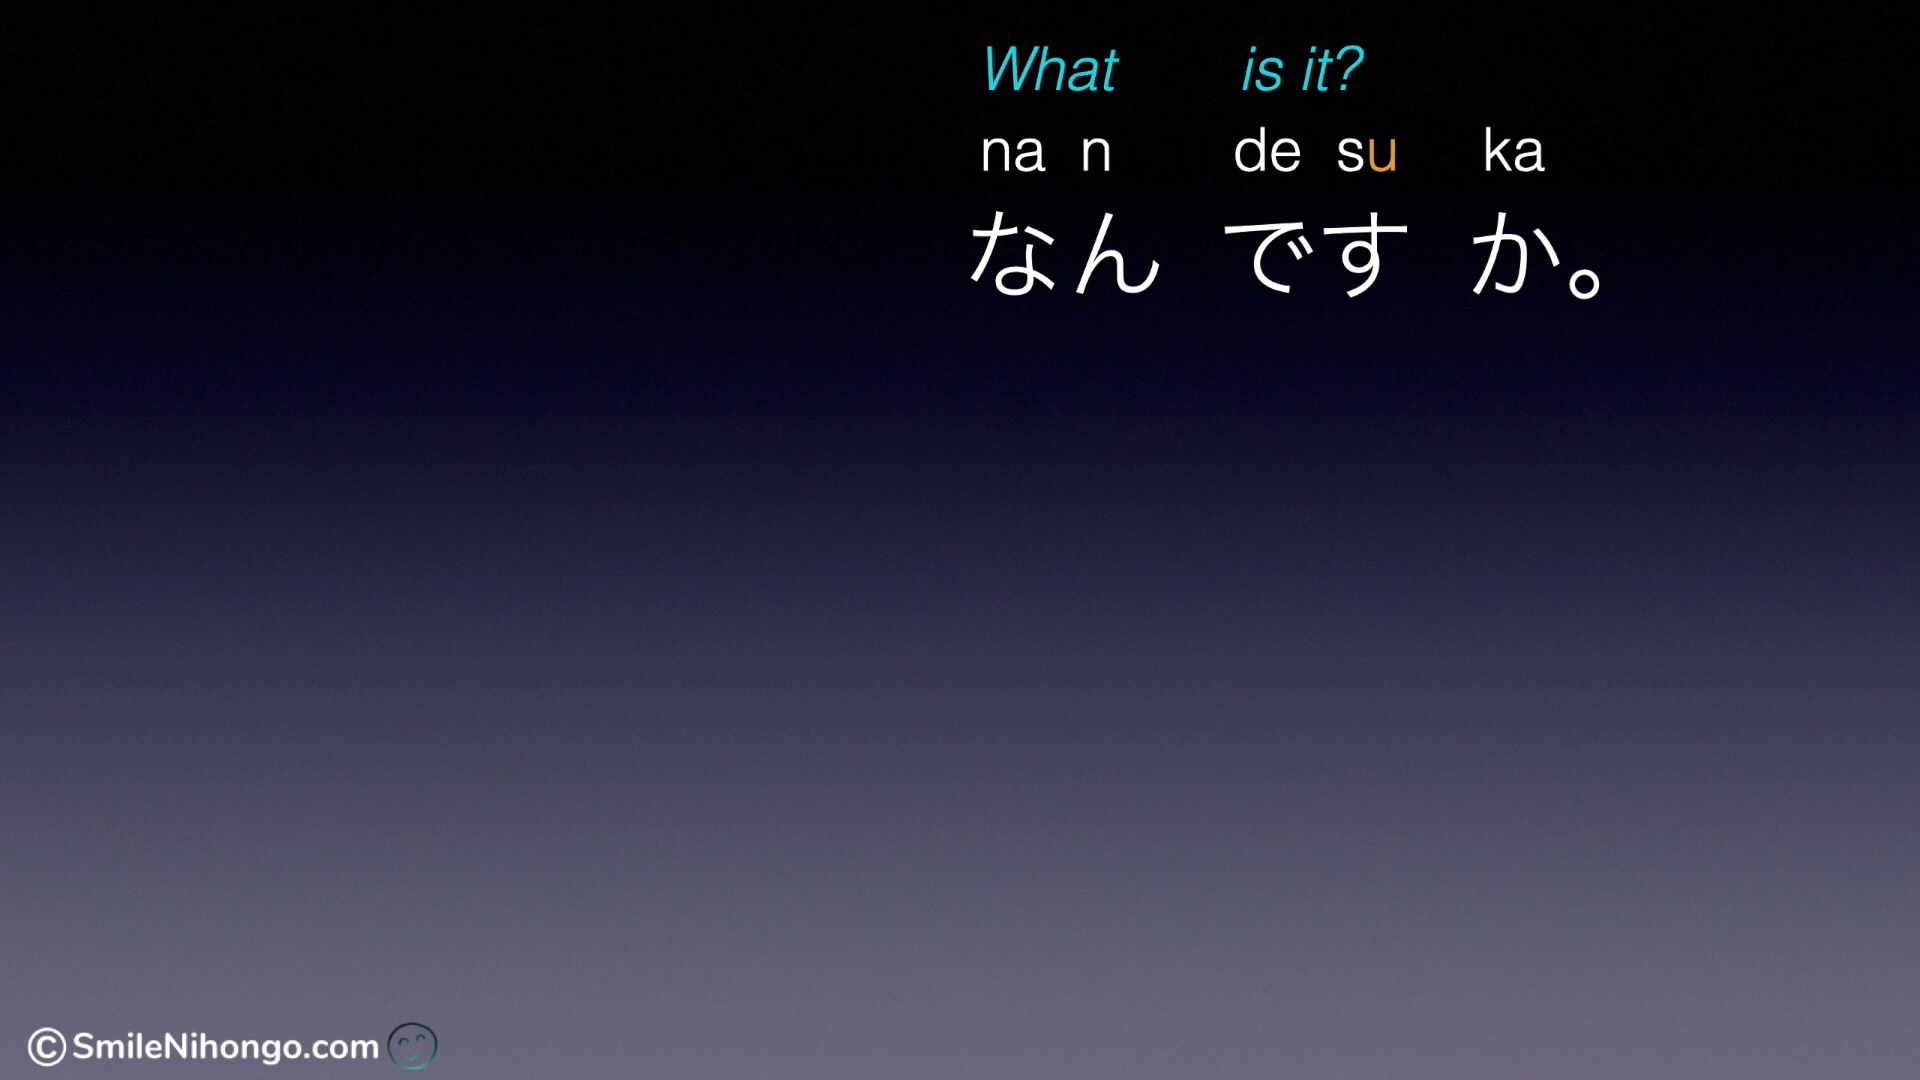 What is it?
na n de su ka
なん です か。
©SmileNihongo.com